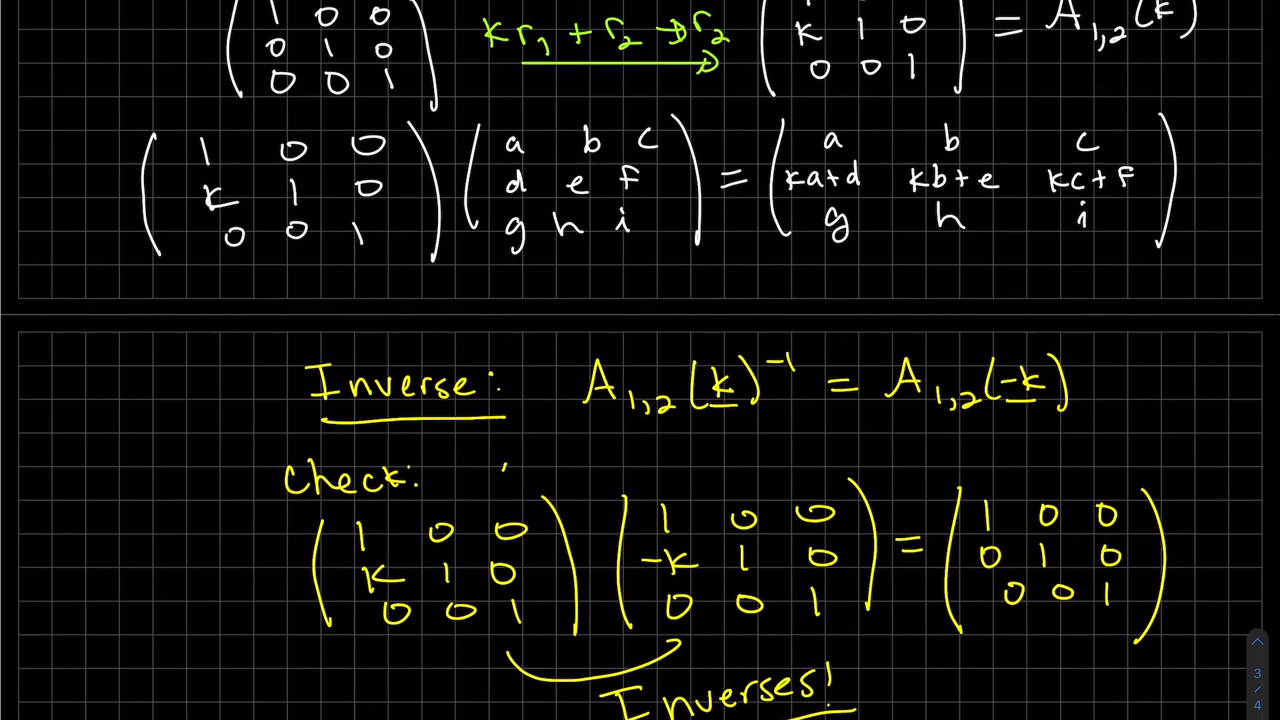 1 0 0
0 1 0
0 0 1
k r₁ + r₂ → r₂
k 1 0
0 0 1
= A₁,₂(k)
1 0 0
k 1 0
0 0 1
a b c
d e f
g h i
=
a b c
ka+d kb+e kc+f
g h i
Inverse: A₁,₂(k)⁻¹ = A₁,₂(-k)
Check:
1 0 0
k 1 0
0 0 1
1 0 0
-k 1 0
0 0 1
=
1 0 0
0 1 0
0 0 1
Inverses!
3/4